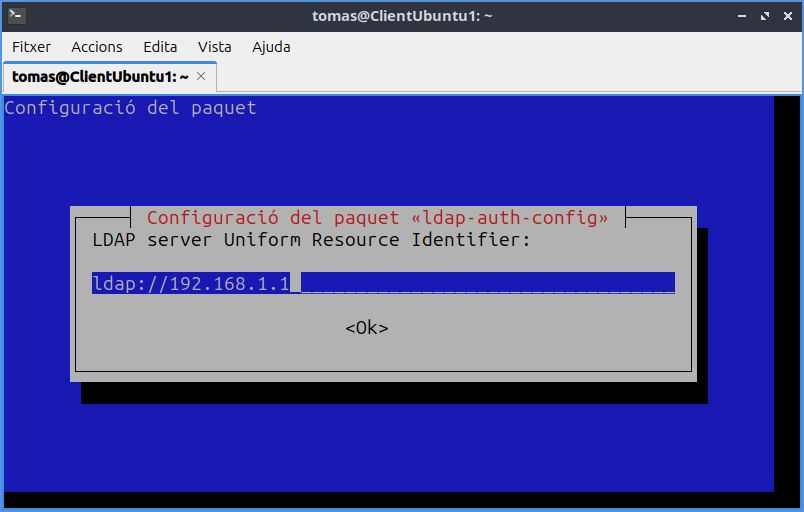 tomas@ClientUbuntu1: ~
Fitxer Accions Edita Vista Ajuda
tomas@ClientUbuntu1: ~
Configuració del paquet
Configuració del paquet «ldap-auth-config»
LDAP server Uniform Resource Identifier:
ldap://192.168.1.1
<Ok>